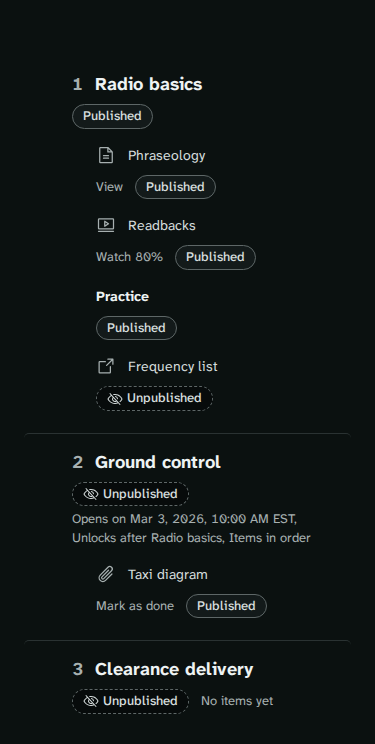 1 Radio basics
Published
Phraseology
View Published
Readbacks
Watch 80% Published
Practice
Published
Frequency list
Unpublished
2 Ground control
Unpublished
Opens on Mar 3, 2026, 10:00 AM EST,
Unlocks after Radio basics, Items in order
Taxi diagram
Mark as done Published
3 Clearance delivery
Unpublished No items yet